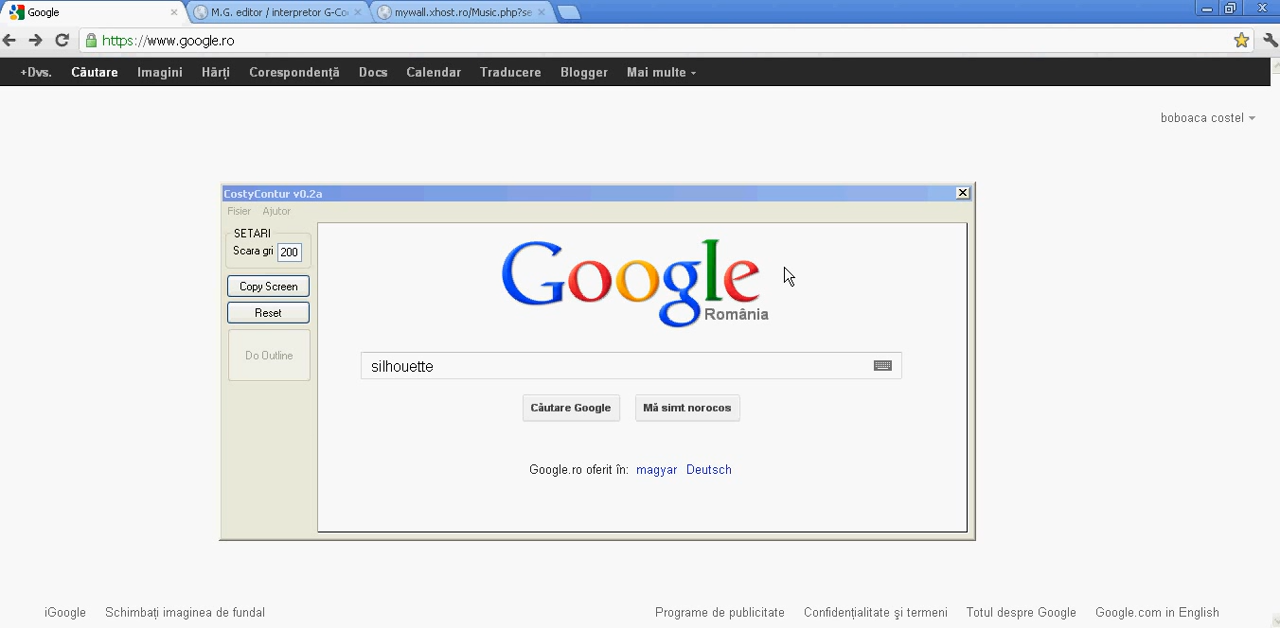 Google
M.G. editor / interpretor G-Co
mywall.xhost.ro/Music.php?se
https://www.google.ro
+Dvs. Căutare Imagini Hărți Corespondență Docs Calendar Traducere Blogger Mai multe
boboaca costel
CostyContur v0.2a
Fisier Ajutor
SETARI
Scara gri 200
Copy Screen
Reset
Do Outline
Google
România
silhouette
Căutare Google Mă simt norocos
Google.ro oferit în: magyar Deutsch
iGoogle Schimbați imaginea de fundal Programe de publicitate Confidențialitate şi termeni Totul despre Google Google.com in English